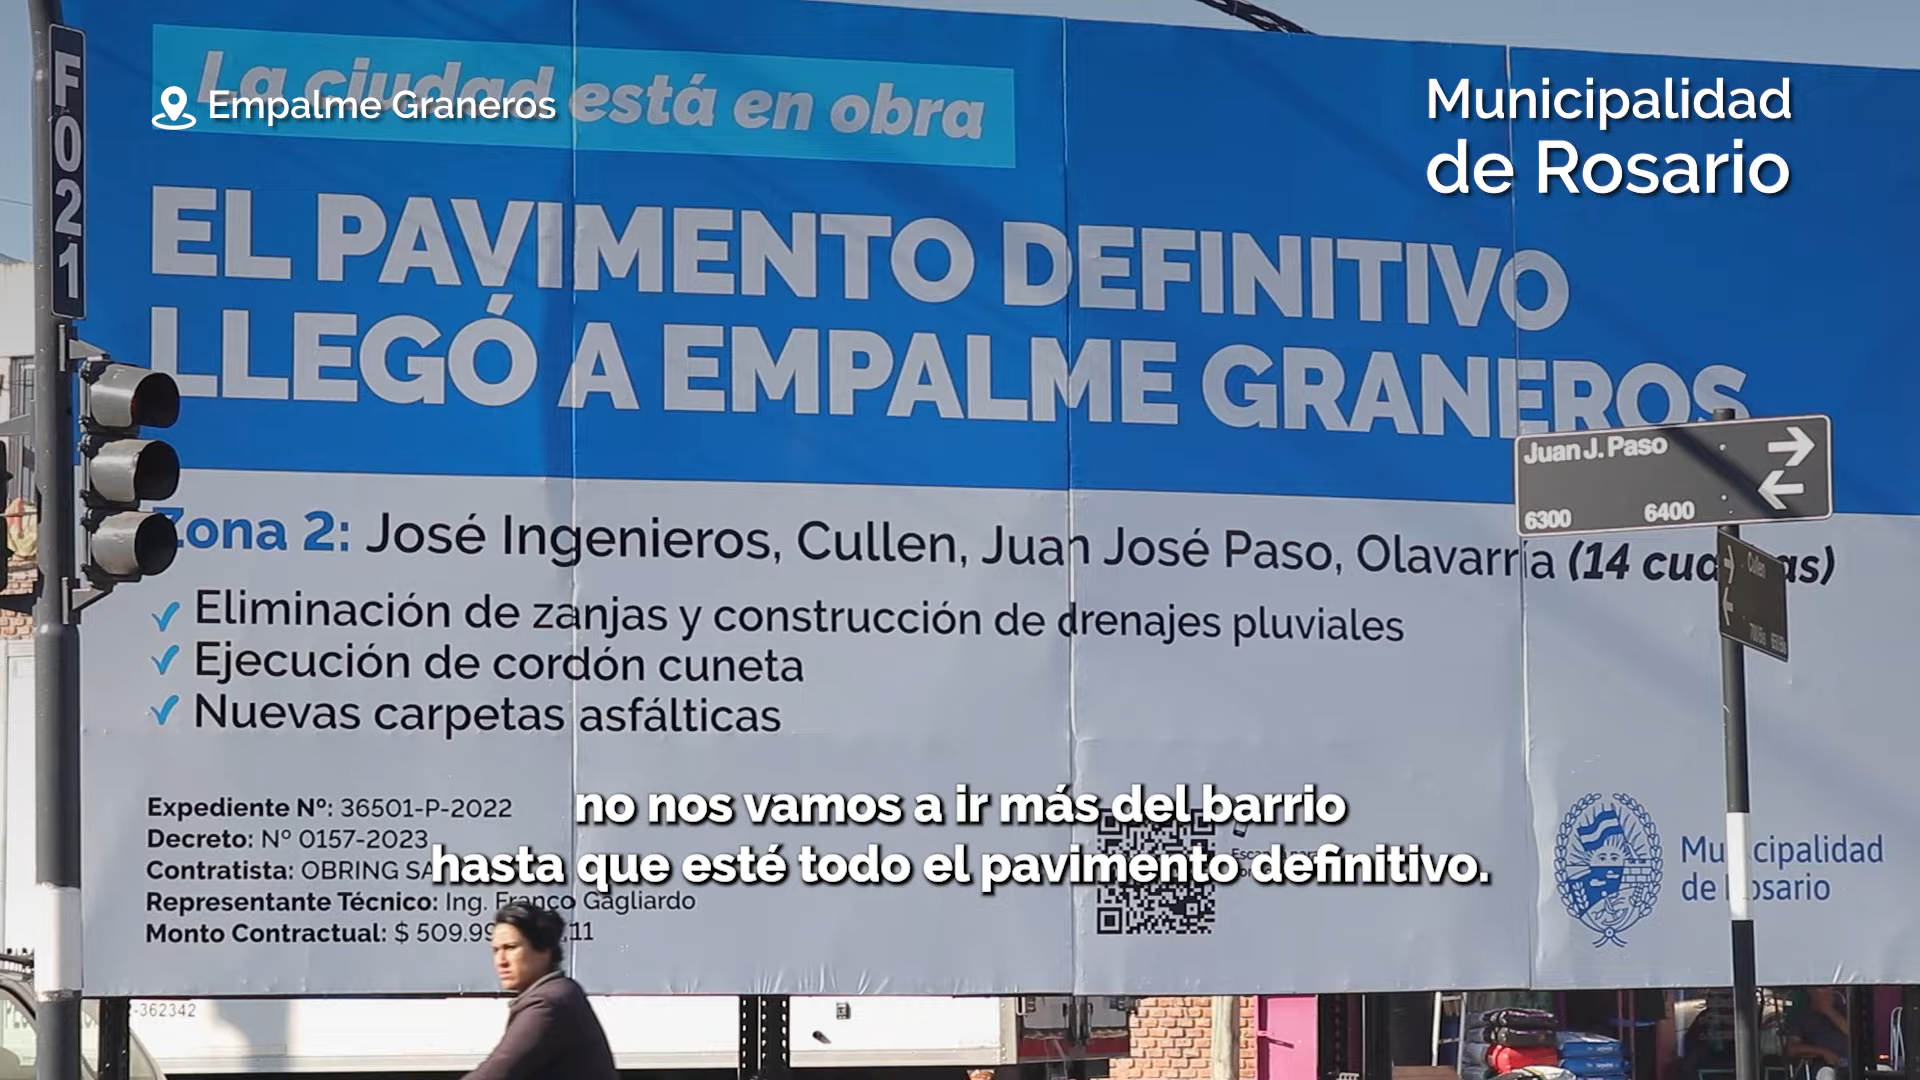 F021
La ciudad está en obra
Empalme Graneros
Municipalidad
de Rosario
EL PAVIMENTO DEFINITIVO
LLEGÓ A EMPALME GRANEROS
Juan J. Paso
6300 6400
Cullen
Zona 2: José Ingenieros, Cullen, Juan José Paso, Olavarría (14
✓ Eliminación de zanjas y construcción de drenajes pluviales
✓ Ejecución de cordón cuneta
✓ Nuevas carpetas asfálticas
no nos vamos a ir más del barrio
hasta que esté todo el pavimento definitivo.
Expediente Nº: 36501-P-2022
Decreto: Nº 0157-2023
Contratista: OBRING SA
Representante Técnico: Ing. Franco Gagliardo
Monto Contractual: $ 509.99 ,11
Municipalidad
de Rosario
-362342